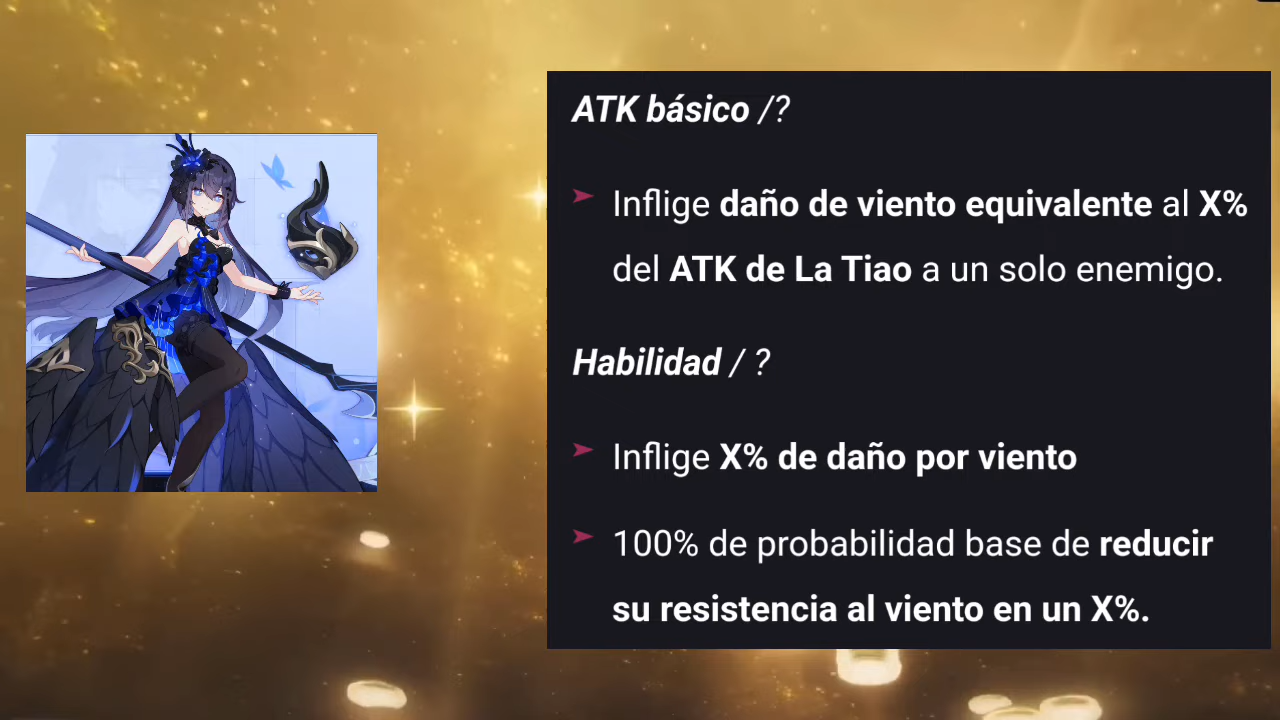 ATK básico /?
➤ Inflige daño de viento equivalente al X%
del ATK de La Tiao a un solo enemigo.
Habilidad / ?
➤ Inflige X% de daño por viento
➤ 100% de probabilidad base de reducir
su resistencia al viento en un X%.